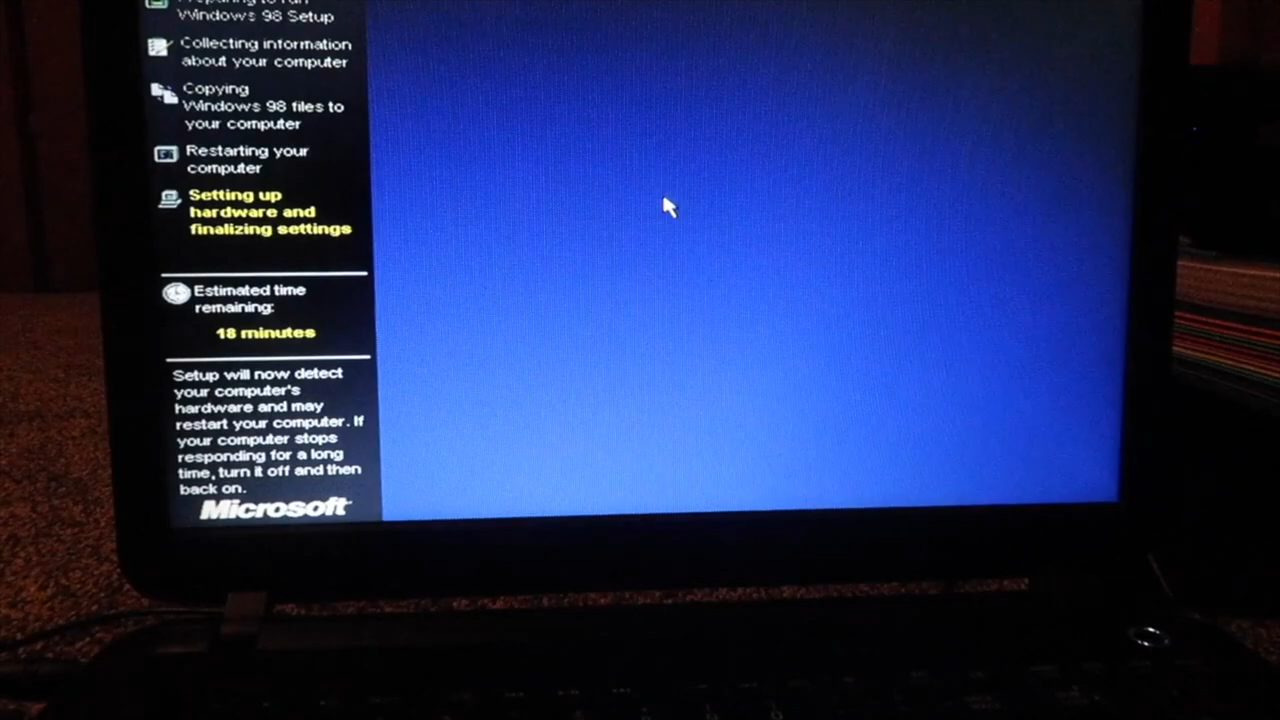 Preparing to run
Windows 98 Setup
Collecting information
about your computer
Copying
Windows 98 files to
your computer
Restarting your
computer
Setting up
hardware and
finalizing settings
Estimated time
remaining:
18 minutes
Setup will now detect
your computer's
hardware and may
restart your computer. If
your computer stops
responding for a long
time, turn it off and then
back on.
Microsoft